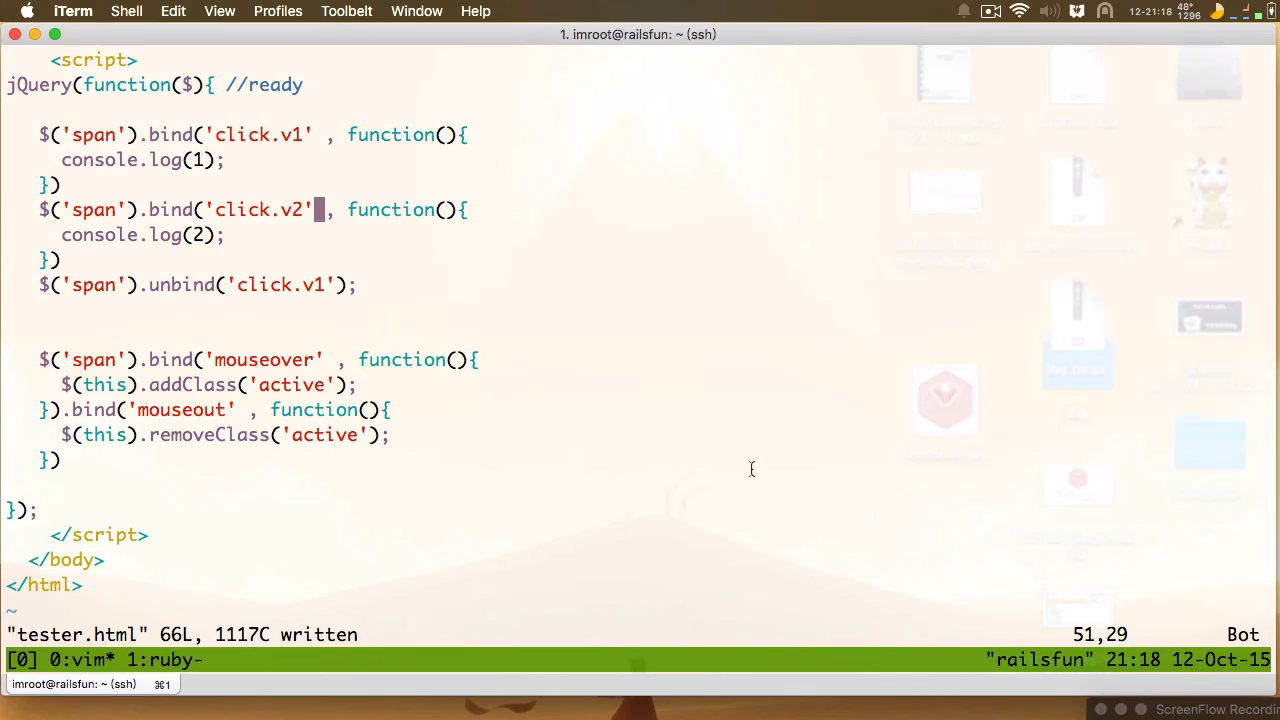 iTerm Shell Edit View Profiles Toolbelt Window Help
12-21:18 48° 1296
1. imroot@railsfun: ~ (ssh)
<script>
jQuery(function($){ //ready
$('span').bind('click.v1' , function(){
console.log(1);
})
$('span').bind('click.v2' , function(){
console.log(2);
})
$('span').unbind('click.v1');
$('span').bind('mouseover' , function(){
$(this).addClass('active');
}).bind('mouseout' , function(){
$(this).removeClass('active');
})
});
</script>
</body>
</html>
~
"tester.html" 66L, 1117C written 51,29 Bot
[0] 0:vim* 1:ruby- "railsfun" 21:18 12-Oct-15
imroot@railsfun: ~ (ssh) ⌘1
ScreenFlow Recordin